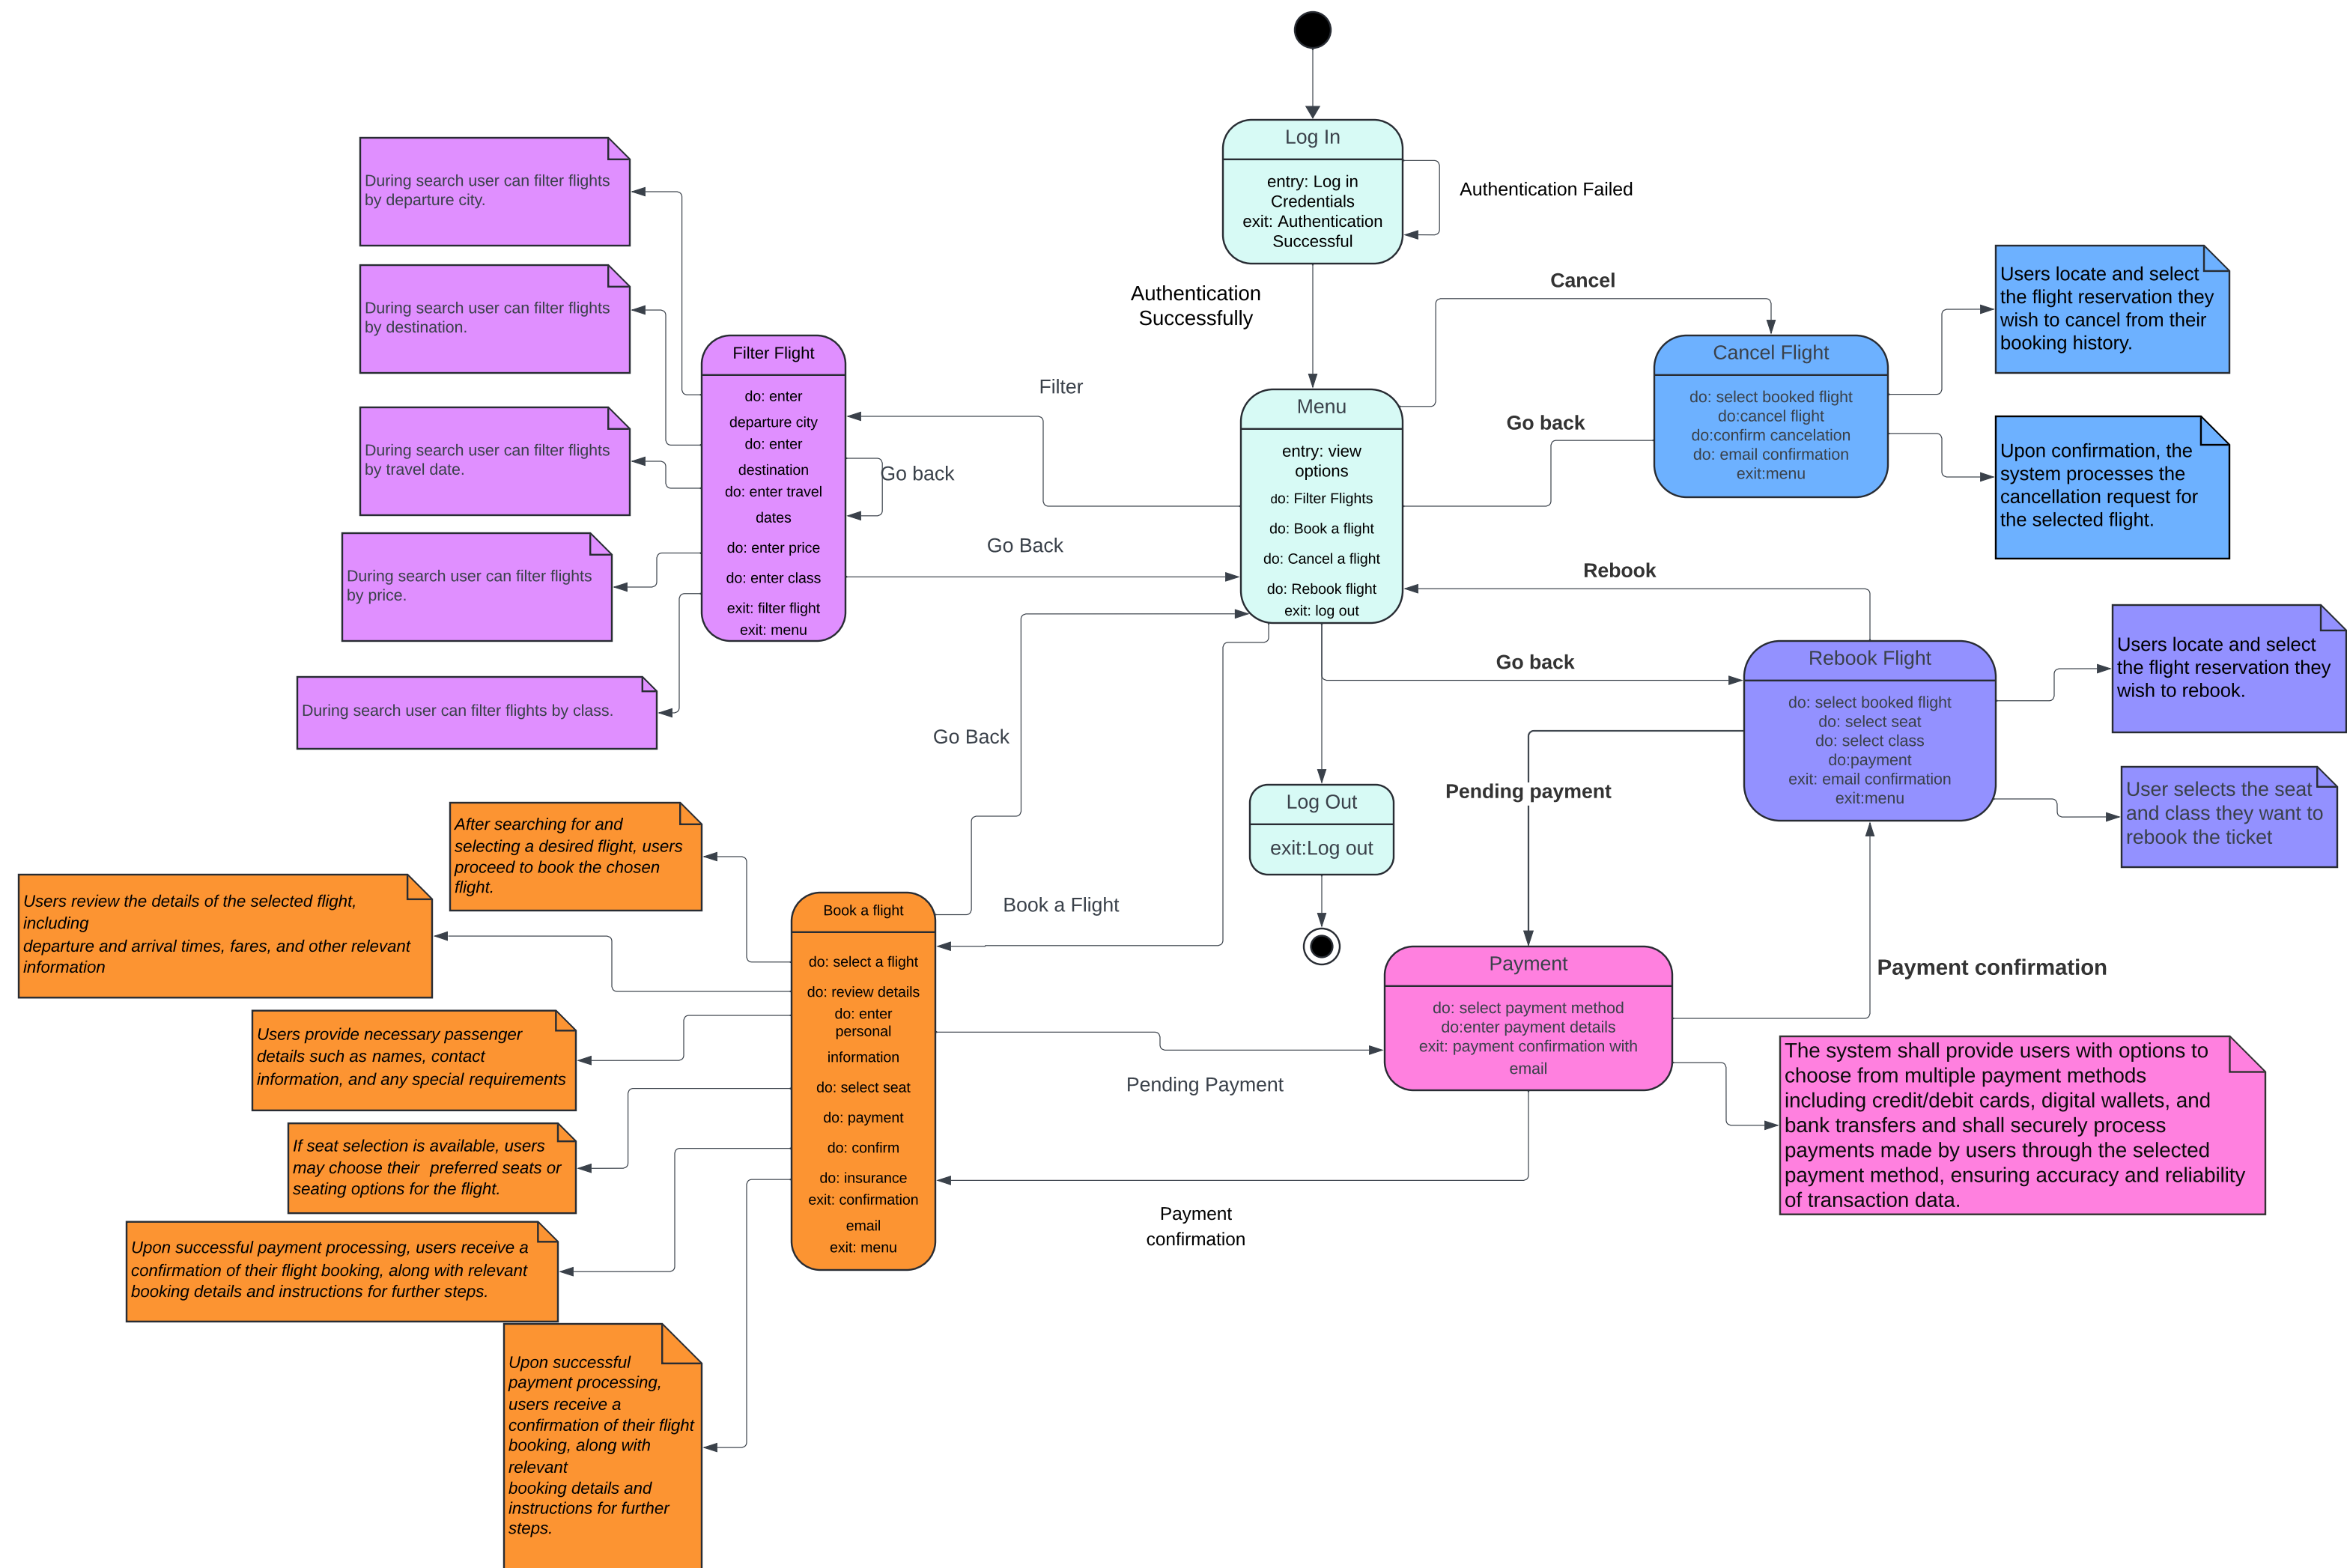 Log In
entry: Log in
Credentials
exit: Authentication
Successful
Authentication Failed
Authentication
Successfully
During search user can filter flights
by departure city.
During search user can filter flights
by destination.
During search user can filter flights
by travel date.
During search user can filter flights
by price.
During search user can filter flights by class.
Filter Flight
do: enter
departure city
do: enter
destination
do: enter travel
dates
do: enter price
do: enter class
exit: filter flight
exit: menu
Go back
Filter
Go Back
Menu
entry: view
options
do: Filter Flights
do: Book a flight
do: Cancel a flight
do: Rebook flight
exit: log out
Cancel
Go back
Cancel Flight
do: select booked flight
do:cancel flight
do:confirm cancelation
do: email confirmation
exit:menu
Users locate and select
the flight reservation they
wish to cancel from their
booking history.
Upon confirmation, the
system processes the
cancellation request for
the selected flight.
Rebook
Go back
Rebook Flight
do: select booked flight
do: select seat
do: select class
do:payment
exit: email confirmation
exit:menu
Users locate and select
the flight reservation they
wish to rebook.
User selects the seat
and class they want to
rebook the ticket
Go Back
Pending payment
Log Out
exit:Log out
Book a Flight
After searching for and
selecting a desired flight, users
proceed to book the chosen
flight.
Users review the details of the selected flight,
including
departure and arrival times, fares, and other relevant
information
Users provide necessary passenger
details such as names, contact
information, and any special requirements
If seat selection is available, users
may choose their  preferred seats or
seating options for the flight.
Upon successful payment processing, users receive a
confirmation of their flight booking, along with relevant
booking details and instructions for further steps.
Upon successful
payment processing,
users receive a
confirmation of their flight
booking, along with
relevant
booking details and
instructions for further
steps.
Book a flight
do: select a flight
do: review details
do: enter
personal
information
do: select seat
do: payment
do: confirm
do: insurance
exit: confirmation
email
exit: menu
Pending Payment
Payment
confirmation
Payment
do: select payment method
do:enter payment details
exit: payment confirmation with
email
Payment confirmation
The system shall provide users with options to
choose from multiple payment methods
including credit/debit cards, digital wallets, and
bank transfers and shall securely process
payments made by users through the selected
payment method, ensuring accuracy and reliability
of transaction data.